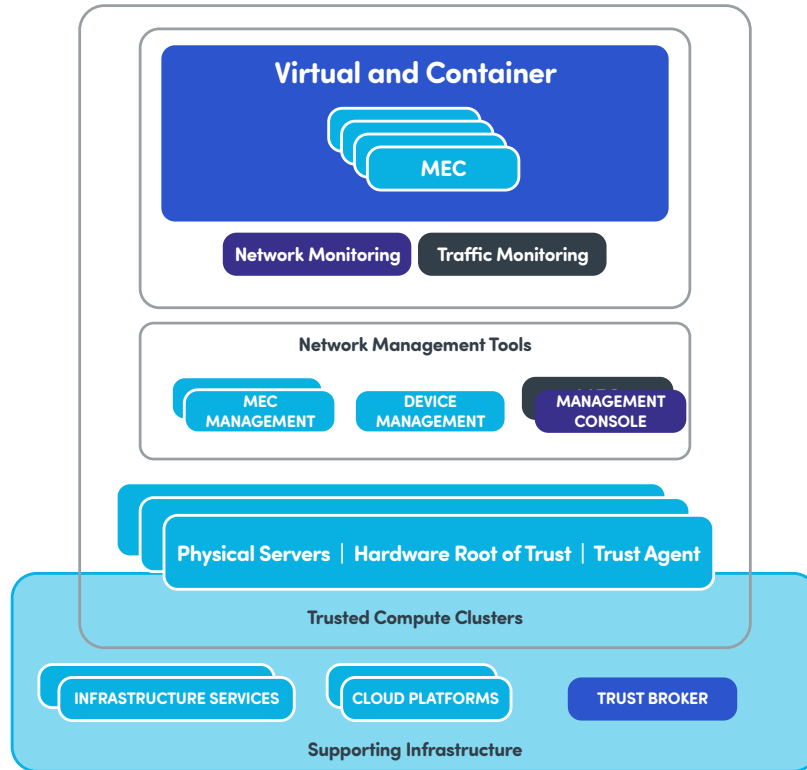 Virtual and Container
MEC
Network Monitoring
Traffic Monitoring
Network Management Tools
MEC
MANAGEMENT
DEVICE
MANAGEMENT
MANAGEMENT
CONSOLE
Physical Servers | Hardware Root of Trust | Trust Agent
Trusted Compute Clusters
INFRASTRUCTURE SERVICES
CLOUD PLATFORMS
TRUST BROKER
Supporting Infrastructure